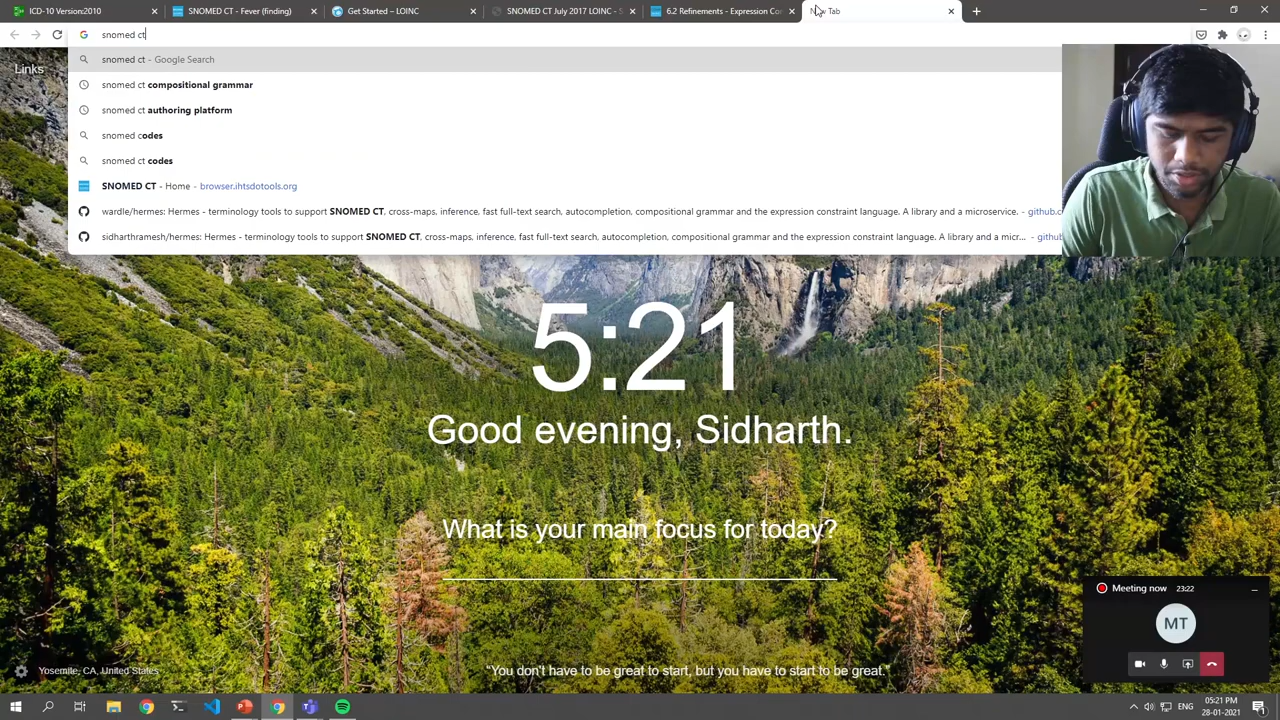 ICD-10 Version:2010
SNOMED CT - Fever (finding)
Get Started – LOINC
SNOMED CT July 2017 LOINC - S
6.2 Refinements - Expression Co
Tab
snomed ct
Links
snomed ct - Google Search
snomed ct compositional grammar
snomed ct authoring platform
snomed codes
snomed ct codes
SNOMED CT - Home - browser.ihtsdotools.org
wardle/hermes: Hermes - terminology tools to support SNOMED CT, cross-maps, inference, fast full-text search, autocompletion, compositional grammar and the expression constraint language. A library and a microservice. - github.c
sidharthramesh/hermes: Hermes - terminology tools to support SNOMED CT, cross-maps, inference, fast full-text search, autocompletion, compositional grammar and the expression constraint language. A library and a micr... - github
5:21
Good evening, Sidharth.
What is your main focus for today?
Meeting now 23:22
MT
Yosemite, CA, United States
“You don't have to be great to start, but you have to start to be great.”
ENG
05:21 PM
28-01-2021